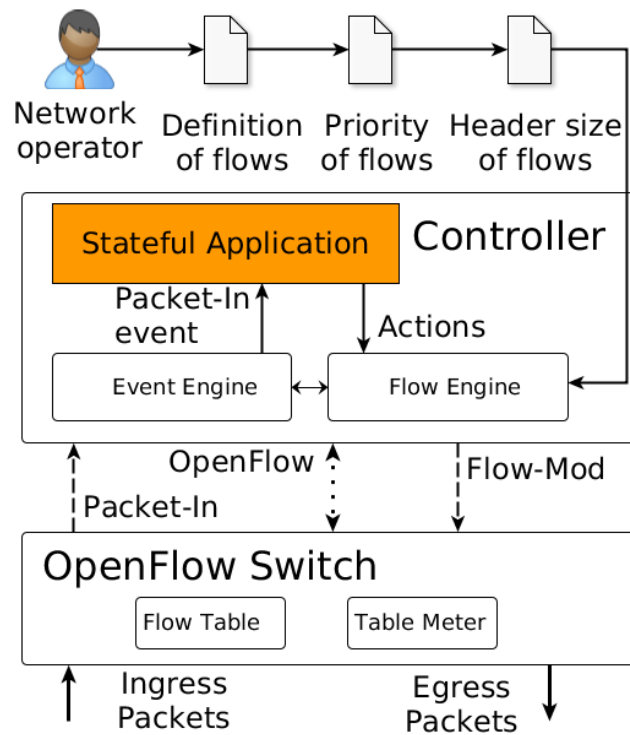 Network
operator
Definition
of flows
Priority
of flows
Header size
of flows
Stateful Application
Controller
Packet-In
event
Actions
Event Engine
Flow Engine
OpenFlow
Flow-Mod
Packet-In
OpenFlow Switch
Flow Table
Table Meter
Ingress
Packets
Egress
Packets